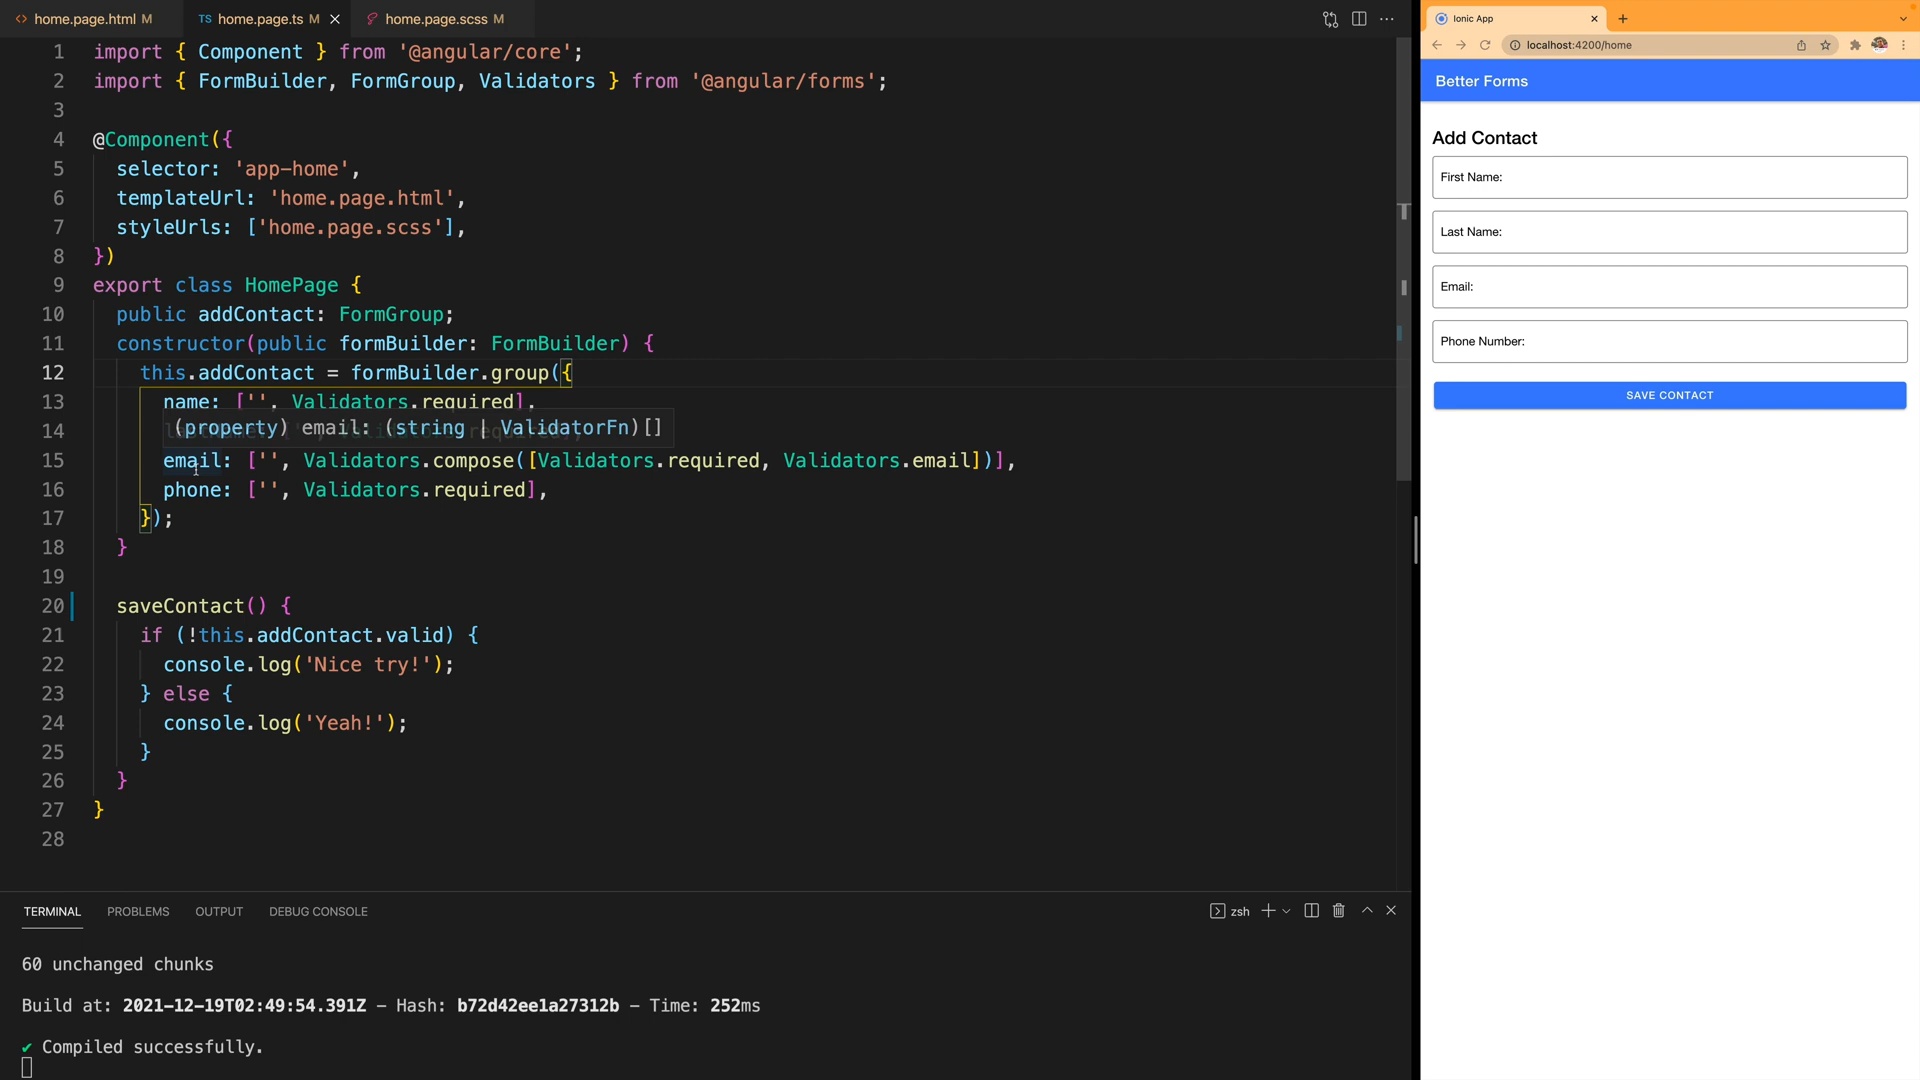 home.page.html M
TS home.page.ts M
home.page.scss M
1 import { Component } from '@angular/core';
2 import { FormBuilder, FormGroup, Validators } from '@angular/forms';
3
4 @Component({
5 selector: 'app-home',
6 templateUrl: 'home.page.html',
7 styleUrls: ['home.page.scss'],
8 })
9 export class HomePage {
10 public addContact: FormGroup;
11 constructor(public formBuilder: FormBuilder) {
12 this.addContact = formBuilder.group({
13 name: ['', Validators.required],
14 (property) email: (string | ValidatorFn)[]
15 email: ['', Validators.compose([Validators.required, Validators.email])],
16 phone: ['', Validators.required],
17 });
18 }
19
20 saveContact() {
21 if (!this.addContact.valid) {
22 console.log('Nice try!');
23 } else {
24 console.log('Yeah!');
25 }
26 }
27 }
28
TERMINAL PROBLEMS OUTPUT DEBUG CONSOLE
zsh
60 unchanged chunks
Build at: 2021-12-19T02:49:54.391Z - Hash: b72d42ee1a27312b - Time: 252ms
✔ Compiled successfully.
Ionic App
localhost:4200/home
Better Forms
Add Contact
First Name:
Last Name:
Email:
Phone Number:
SAVE CONTACT